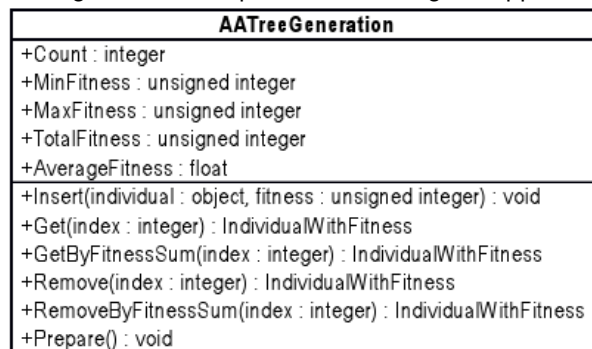 AATreeGeneration
+Count : integer
+MinFitness : unsigned integer
+MaxFitness : unsigned integer
+TotalFitness : unsigned integer
+AverageFitness : float
+Insert(individual : object, fitness : unsigned integer) : void
+Get(index : integer) : IndividualWithFitness
+GetByFitnessSum(index : integer) : IndividualWithFitness
+Remove(index : integer) : IndividualWithFitness
+RemoveByFitnessSum(index : integer) : IndividualWithFitness
+Prepare() : void